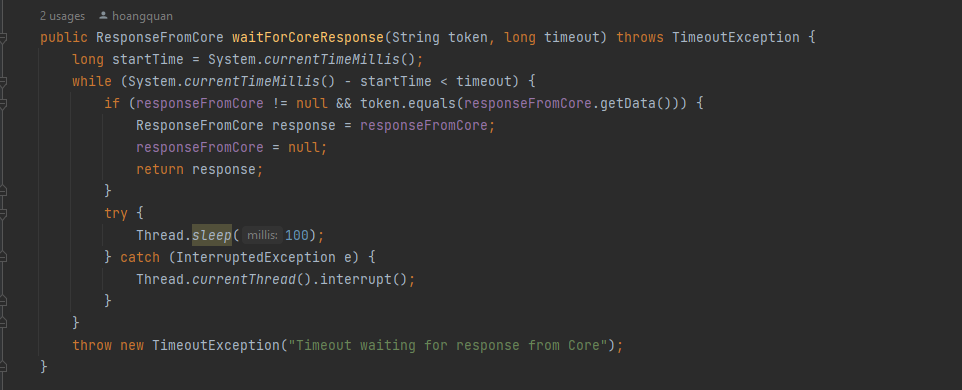 2 usages hoangquan
public ResponseFromCore waitForCoreResponse(String token, long timeout) throws TimeoutException {
long startTime = System.currentTimeMillis();
while (System.currentTimeMillis() - startTime < timeout) {
if (responseFromCore != null && token.equals(responseFromCore.getData())) {
ResponseFromCore response = responseFromCore;
responseFromCore = null;
return response;
}
try {
Thread.sleep( millis: 100);
} catch (InterruptedException e) {
Thread.currentThread().interrupt();
}
}
throw new TimeoutException("Timeout waiting for response from Core");
}